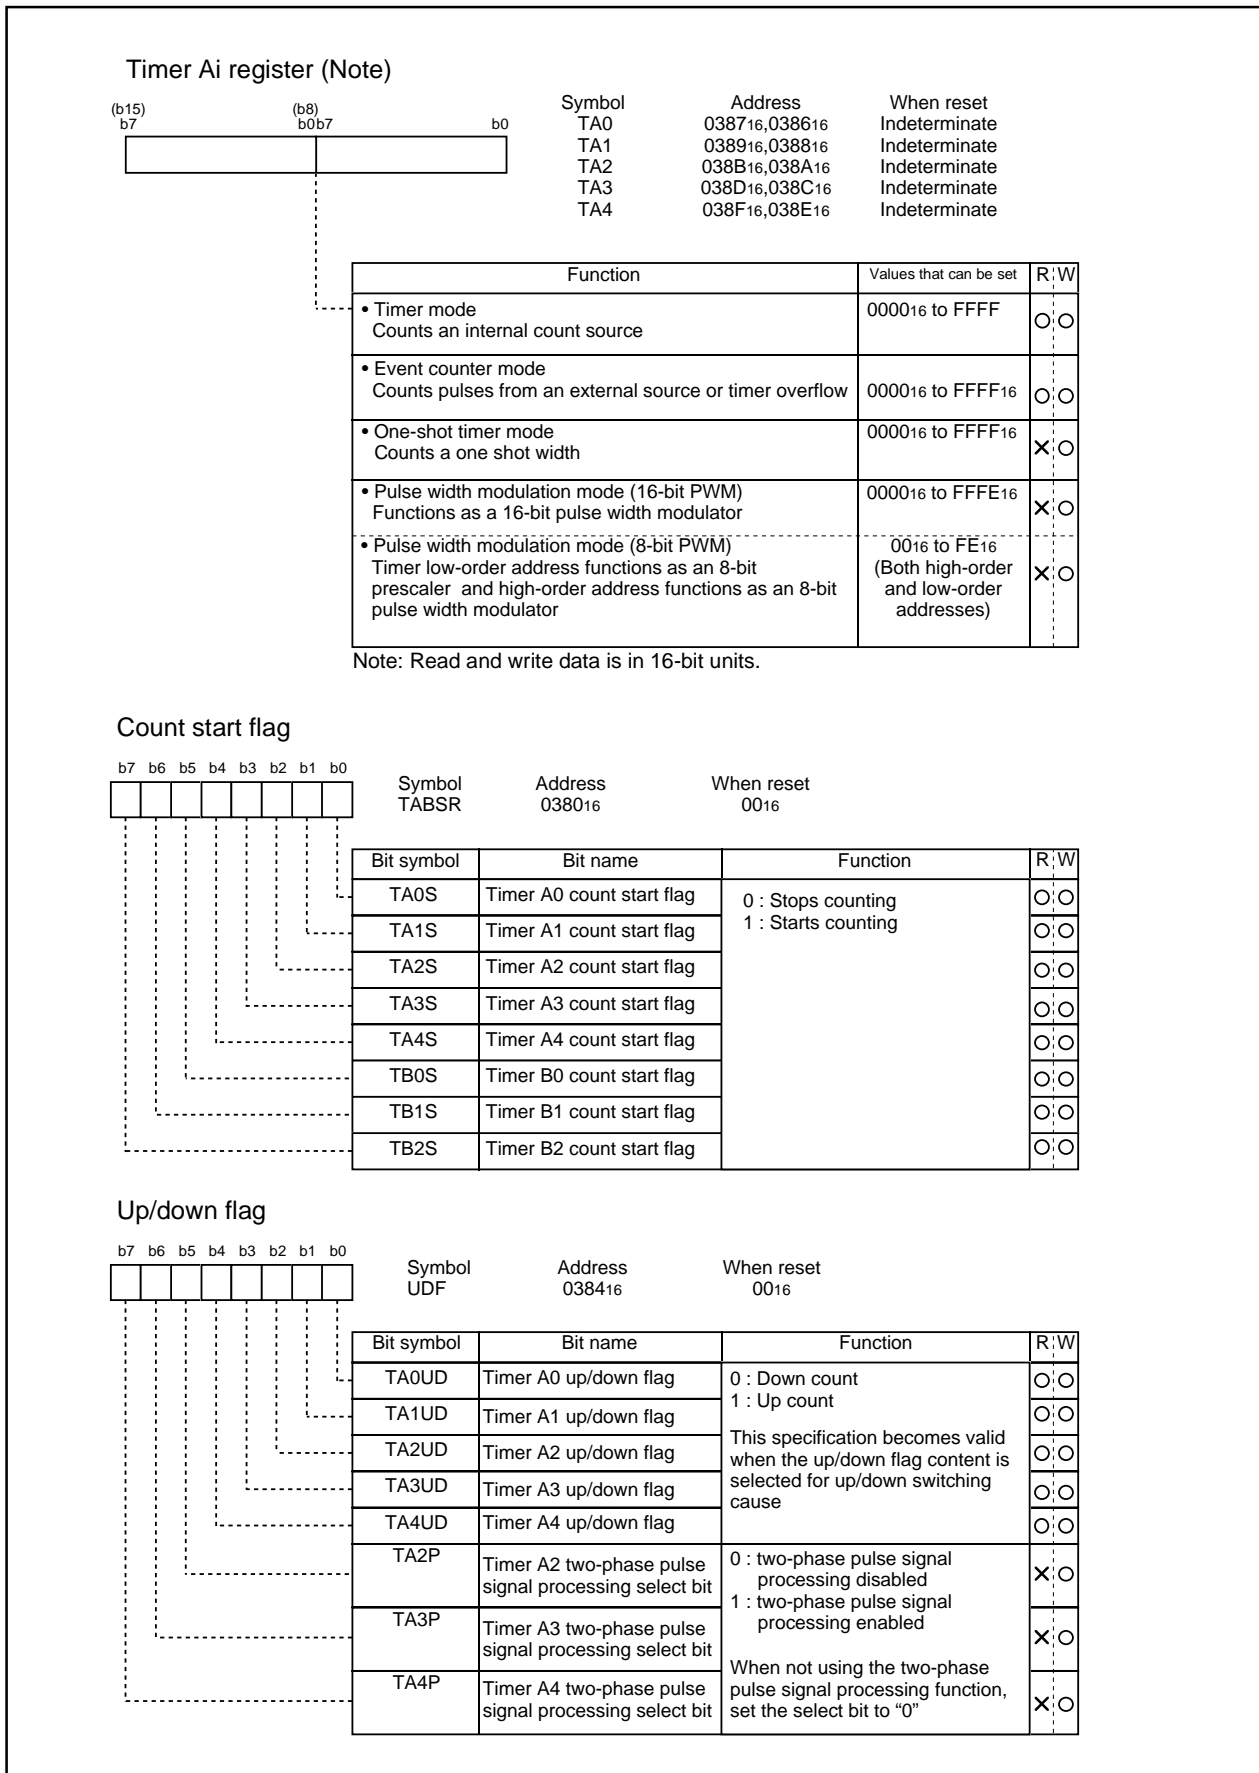 Timer Ai register (Note)
(b15) (b8)
b7 b0 b7 b0
Symbol Address When reset
TA0 038716,038616 Indeterminate
TA1 038916,038816 Indeterminate
TA2 038B16,038A16 Indeterminate
TA3 038D16,038C16 Indeterminate
TA4 038F16,038E16 Indeterminate
Function Values that can be set R W
• Timer mode 000016 to FFFF
Counts an internal count source
• Event counter mode
Counts pulses from an external source or timer overflow 000016 to FFFF16
• One-shot timer mode 000016 to FFFF16
Counts a one shot width
• Pulse width modulation mode (16-bit PWM) 000016 to FFFE16
Functions as a 16-bit pulse width modulator
• Pulse width modulation mode (8-bit PWM) 0016 to FE16
Timer low-order address functions as an 8-bit (Both high-order
prescaler and high-order address functions as an 8-bit and low-order
pulse width modulator addresses)
Note: Read and write data is in 16-bit units.
Count start flag
b7 b6 b5 b4 b3 b2 b1 b0
Symbol Address When reset
TABSR 038016 0016
Bit symbol Bit name Function R W
TA0S Timer A0 count start flag 0 : Stops counting
TA1S Timer A1 count start flag 1 : Starts counting
TA2S Timer A2 count start flag
TA3S Timer A3 count start flag
TA4S Timer A4 count start flag
TB0S Timer B0 count start flag
TB1S Timer B1 count start flag
TB2S Timer B2 count start flag
Up/down flag
b7 b6 b5 b4 b3 b2 b1 b0
Symbol Address When reset
UDF 038416 0016
Bit symbol Bit name Function R W
TA0UD Timer A0 up/down flag 0 : Down count
1 : Up count
TA1UD Timer A1 up/down flag
This specification becomes valid
TA2UD Timer A2 up/down flag when the up/down flag content is
TA3UD Timer A3 up/down flag selected for up/down switching
cause
TA4UD Timer A4 up/down flag
TA2P Timer A2 two-phase pulse 0 : two-phase pulse signal
signal processing select bit processing disabled
1 : two-phase pulse signal
TA3P Timer A3 two-phase pulse processing enabled
signal processing select bit
When not using the two-phase
TA4P Timer A4 two-phase pulse pulse signal processing function,
signal processing select bit set the select bit to “0”